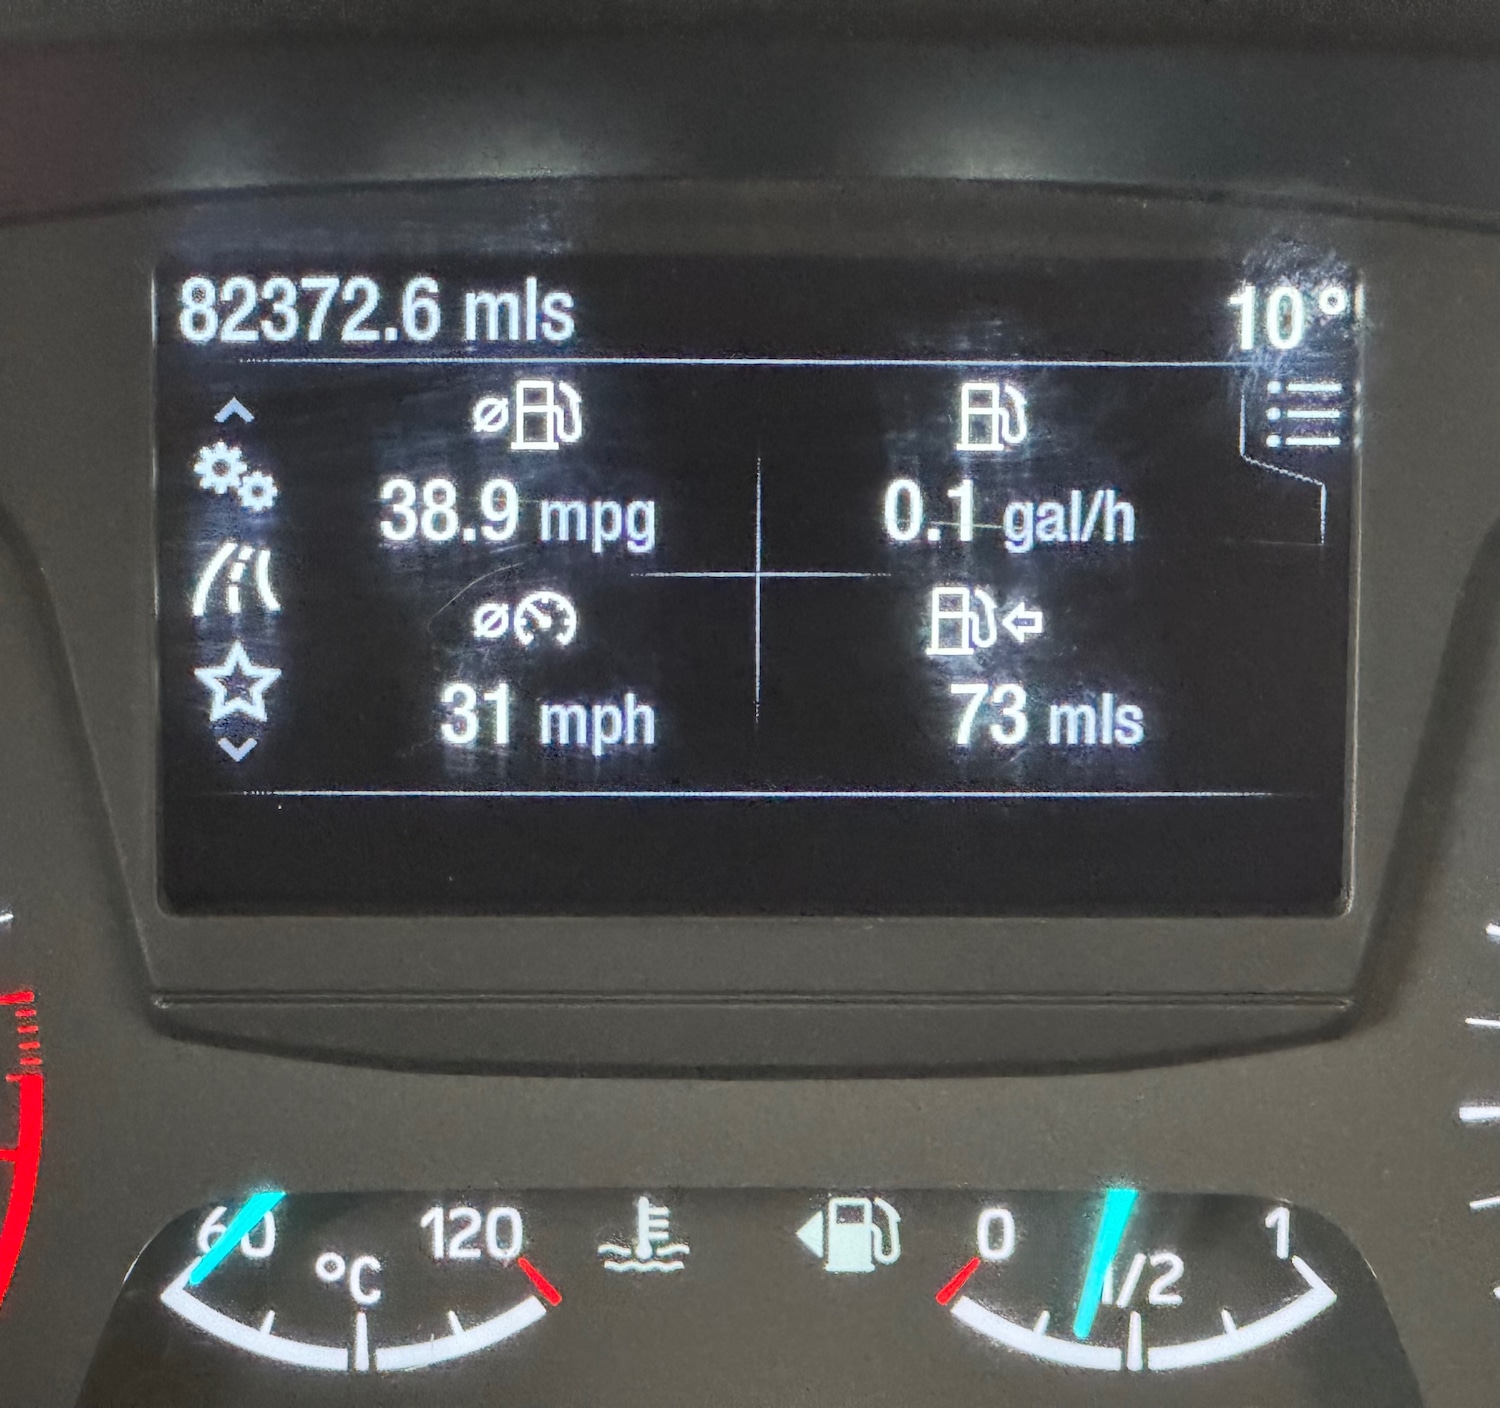 82372.6 mls 10°
38.9 mpg 0.1 gal/h
31 mph 73 mls
60 120 0 1
°C 1/2